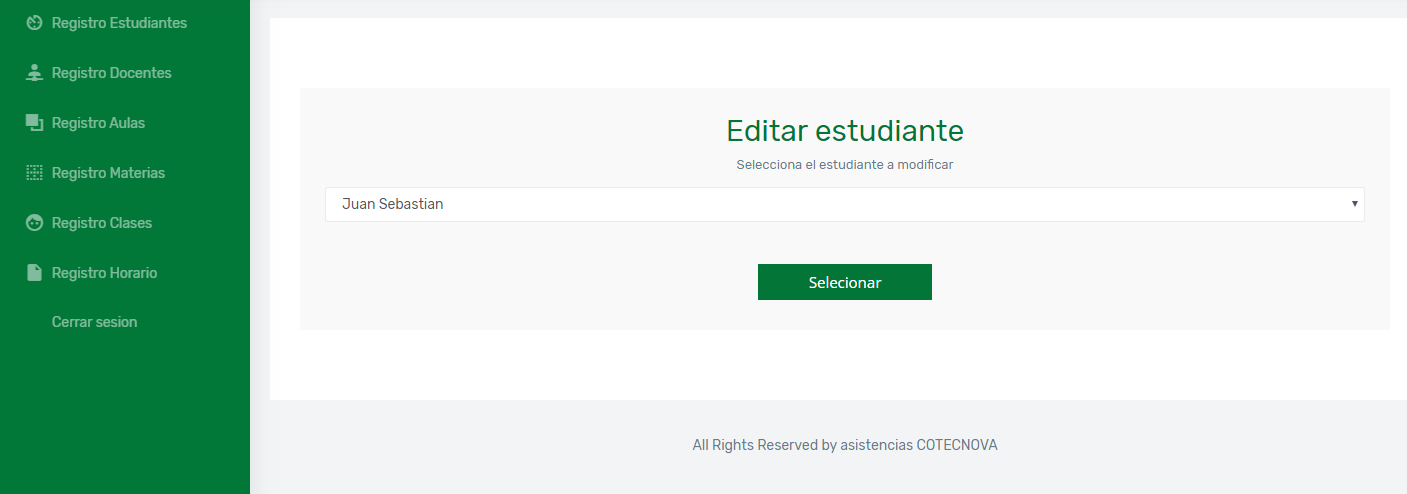 Registro Estudiantes
Registro Docentes
Registro Aulas
Registro Materias
Registro Clases
Registro Horario
Cerrar sesion
Editar estudiante
Selecciona el estudiante a modificar
Juan Sebastian
Selecionar
All Rights Reserved by asistencias COTECNOVA